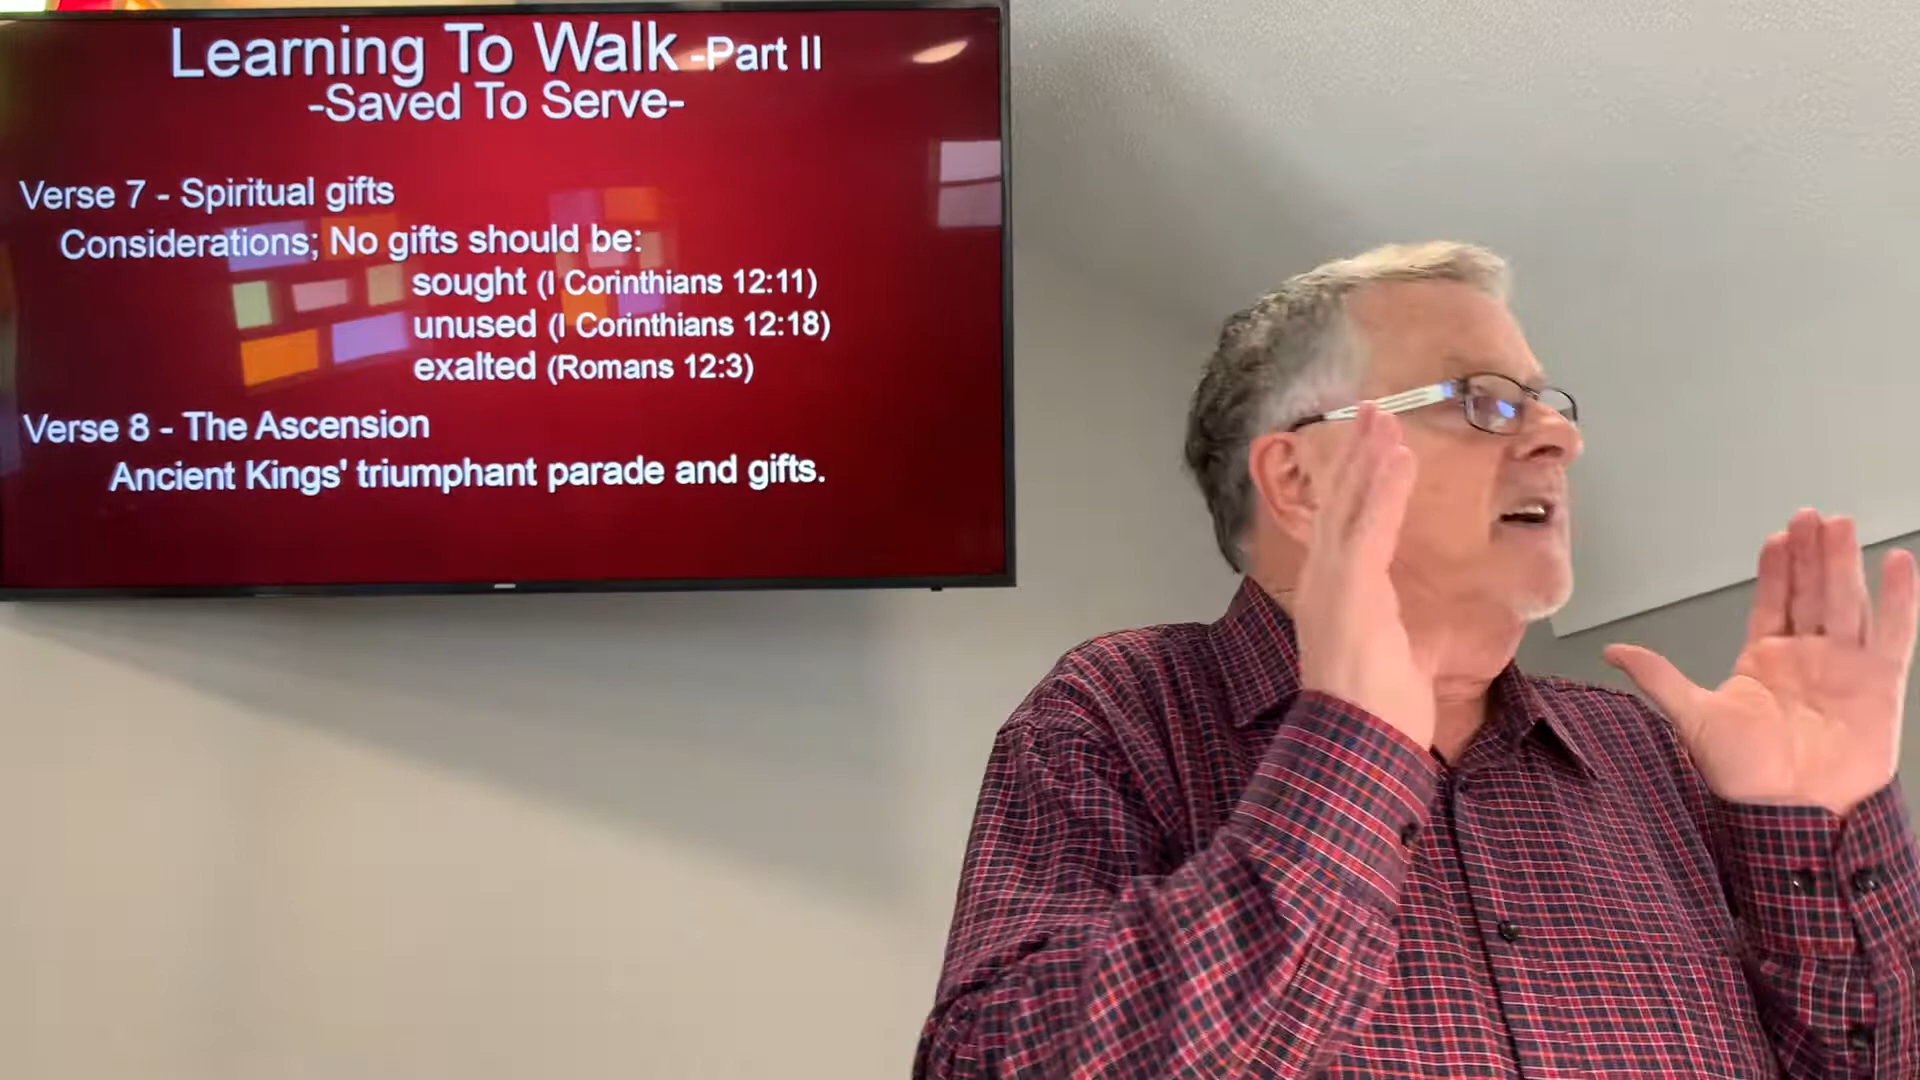 Learning To Walk -Part II
-Saved To Serve-
Verse 7 - Spiritual gifts
Considerations; No gifts should be:
sought (I Corinthians 12:11)
unused (I Corinthians 12:18)
exalted (Romans 12:3)
Verse 8 - The Ascension
Ancient Kings' triumphant parade and gifts.